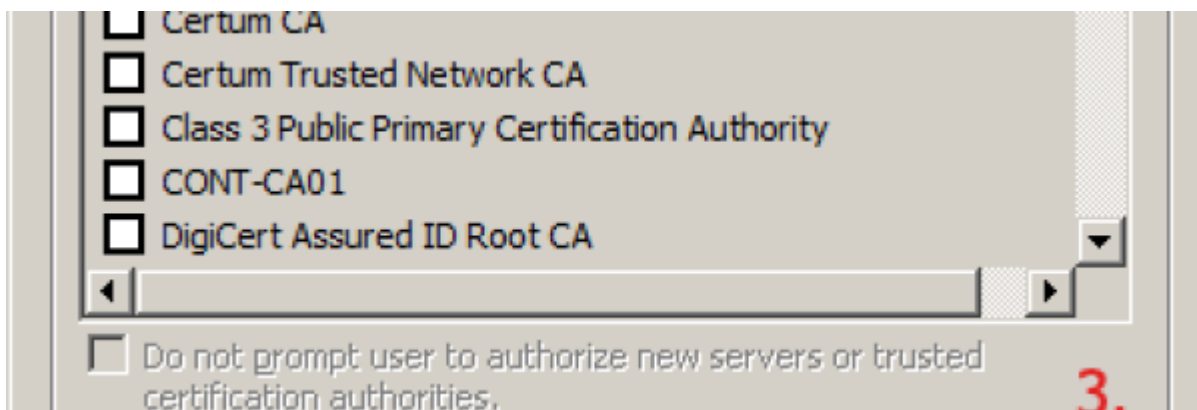 Certum CA
Certum Trusted Network CA
Class 3 Public Primary Certification Authority
CONT-CA01
DigiCert Assured ID Root CA
Do not prompt user to authorize new servers or trusted
certification authorities.
3.